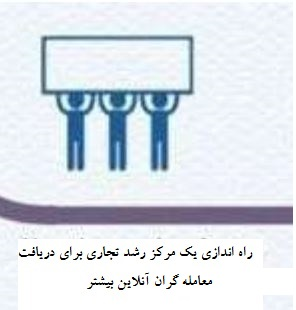 راه اندازی یک مرکز رشد تجاری برای دریافت
معامله گران آنلاین بیشتر